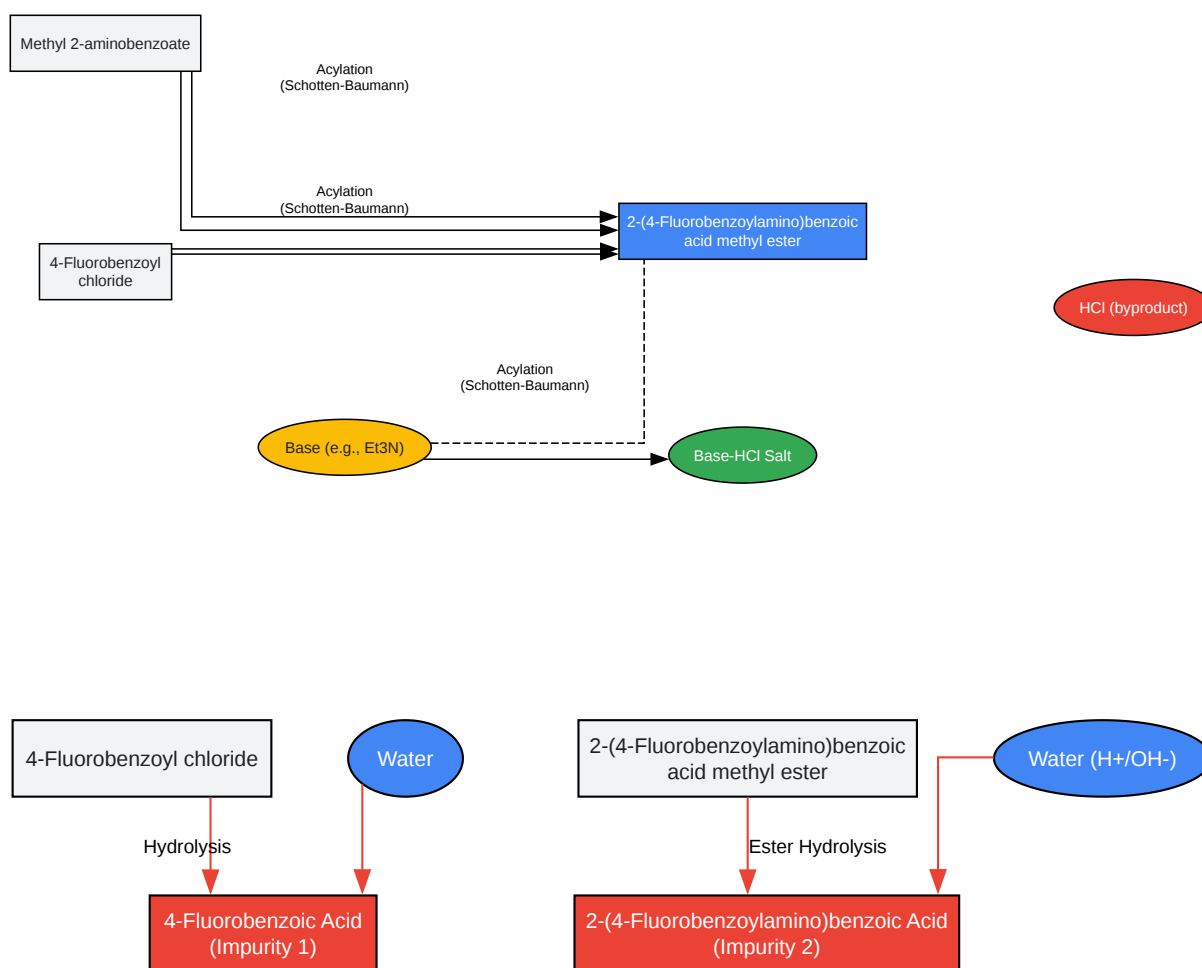 Methyl 2-aminobenzoate
Acylation
(Schotten-Baumann)
Acylation
(Schotten-Baumann)
2-(4-Fluorobenzoylamino)benzoic
acid methyl ester
4-Fluorobenzoyl
chloride
HCl (byproduct)
Acylation
(Schotten-Baumann)
Base (e.g., Et3N)
Base-HCl Salt
4-Fluorobenzoyl chloride
Water
2-(4-Fluorobenzoylamino)benzoic
acid methyl ester
Water (H+/OH-)
Hydrolysis
Ester Hydrolysis
4-Fluorobenzoic Acid
(Impurity 1)
2-(4-Fluorobenzoylamino)benzoic Acid
(Impurity 2)